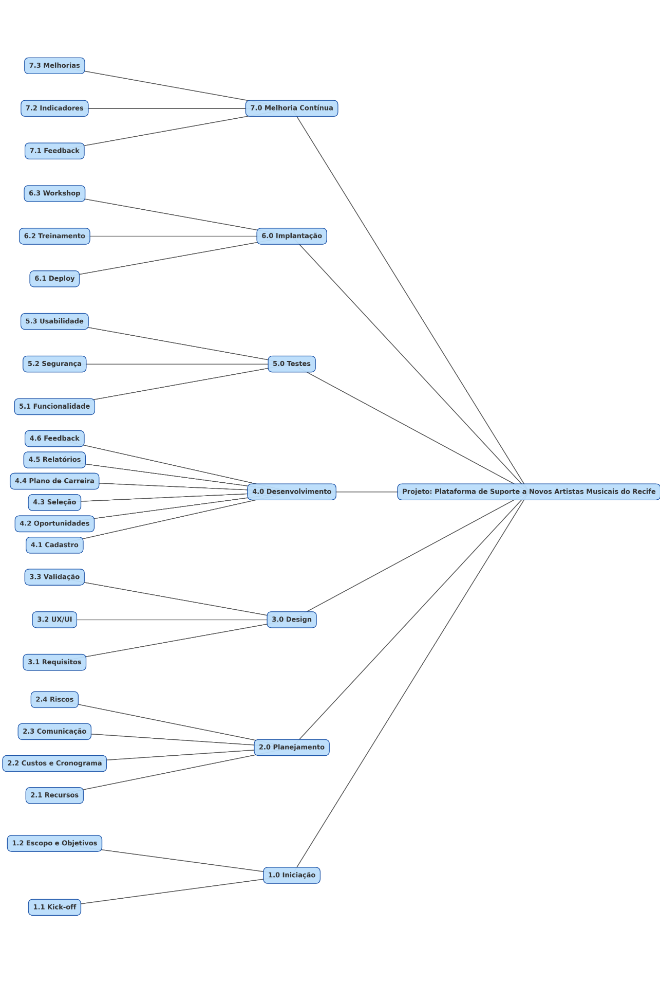 7.3 Melhorias
7.2 Indicadores
7.0 Melhoria Contínua
7.1 Feedback
6.3 Workshop
6.2 Treinamento
6.0 Implantação
6.1 Deploy
5.3 Usabilidade
5.2 Segurança
5.0 Testes
5.1 Funcionalidade
4.6 Feedback
4.5 Relatórios
4.4 Plano de Carreira
4.0 Desenvolvimento
Projeto: Plataforma de Suporte a Novos Artistas Musicais do Recife
4.3 Seleção
4.2 Oportunidades
4.1 Cadastro
3.3 Validação
3.2 UX/UI
3.0 Design
3.1 Requisitos
2.4 Riscos
2.3 Comunicação
2.0 Planejamento
2.2 Custos e Cronograma
2.1 Recursos
1.2 Escopo e Objetivos
1.0 Iniciação
1.1 Kick-off